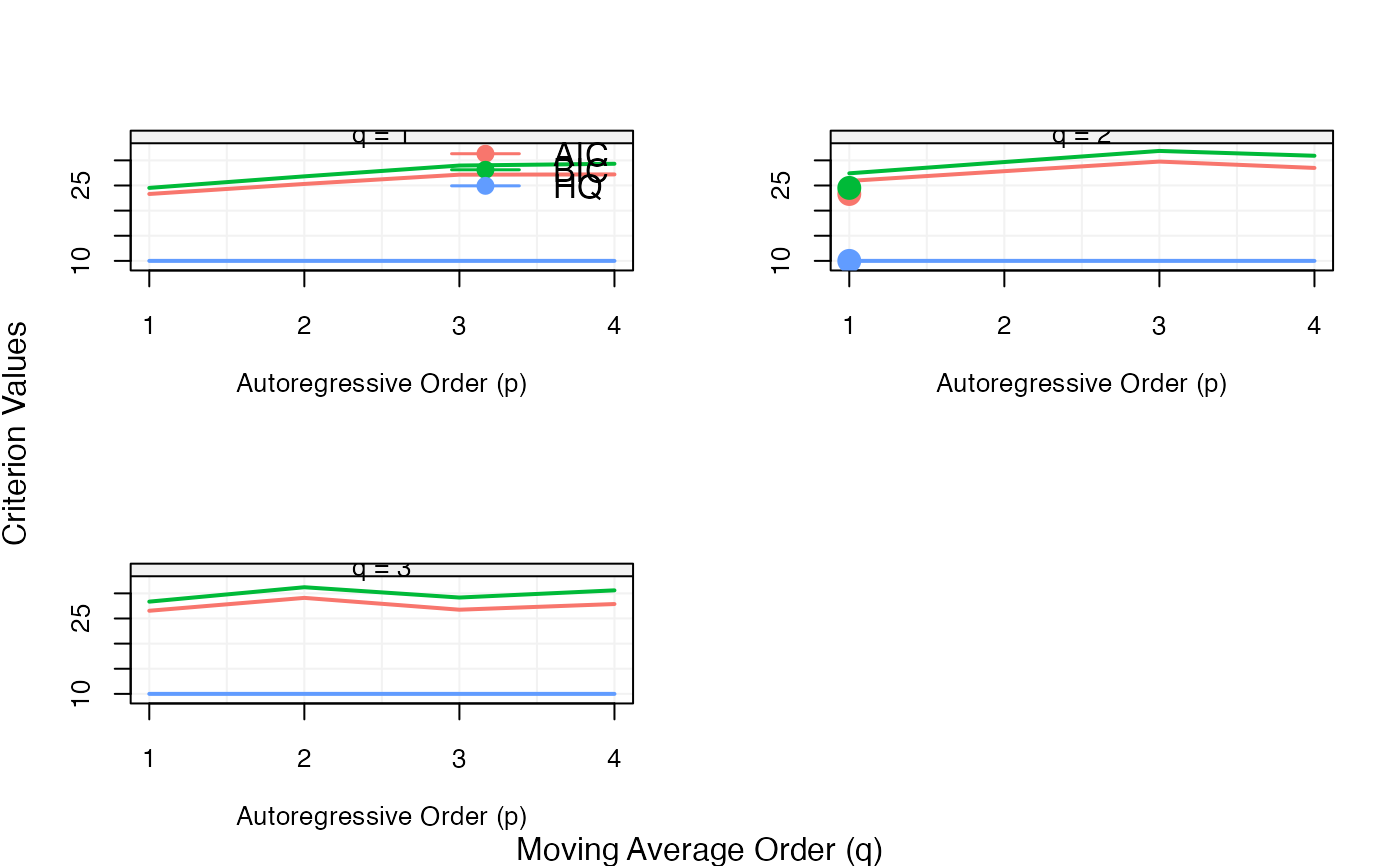 q = 1
AIC
BIC
HQ
25
10
1 2 3 4
Autoregressive Order (p)
q = 2
25
10
1 2 3 4
Autoregressive Order (p)
Criterion Values
q = 3
25
10
1 2 3 4
Autoregressive Order (p)
Moving Average Order (q)